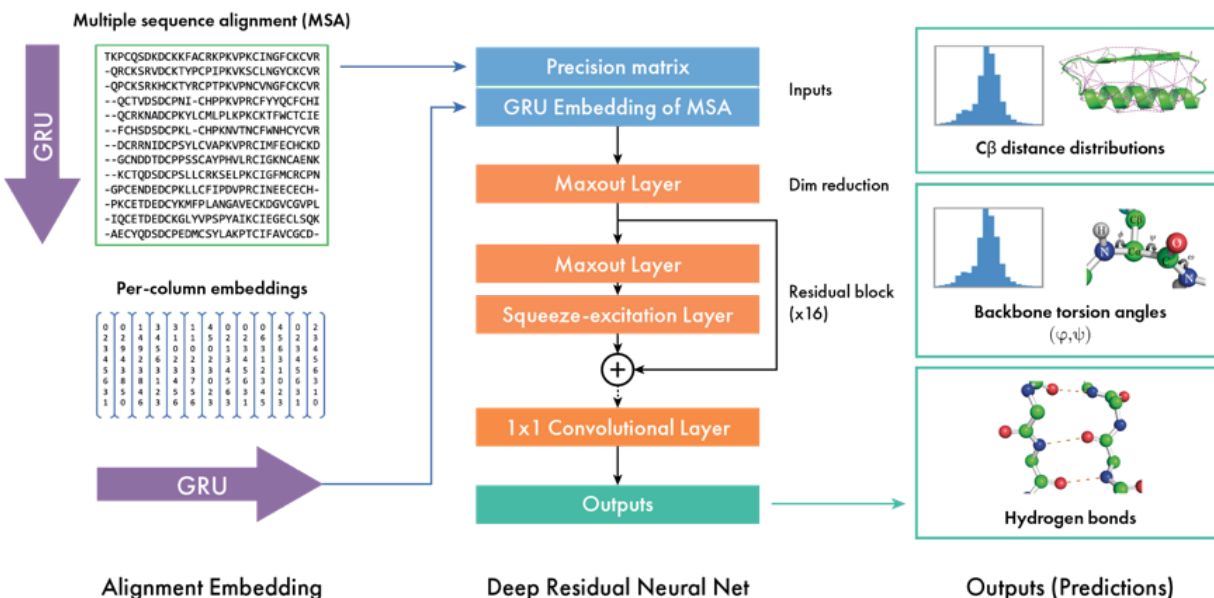 Multiple sequence alignment (MSA)
GRU
TKPCQSDKDCKKFACRKPKVPKCINGFCKCVR
-QRCKSRVDCKTYPCPIPKVKSCLNGYCKCVR
-QPCKSRKHCKTYRCPTPKVPNCVNGFCKCVR
--QCTVDSDCPNI-CHPPKVPRCFYYQCFCHI
--QCRKNADCPKYLCMLPLKPKCKTFWCTCIE
--FCHSDSDCPKL-CHPKNVTNCFWNHCYCVR
--DCRRNIDCPSYLCVAPKVPRCIMFECHCKD
--GCNDDTDCPPSSCAYPHVLRCIGKNCAENK
--KCTQDSDCPSLLCRKSELPKCIGFMCRCPN
-GPCENDEDCPKLLCFIPDVPRCINEECECH-
-PKCETDEDCYKMFPLANGAVECKDGVCGVPL
-IQCETDEDCKGLYVPSPYAIKCIEGECLSQK
-AECYQDSDCPEDMCSYLAKPTCIFAVCGCD-
Per-column embeddings
GRU
Alignment Embedding
Precision matrix
GRU Embedding of MSA
Inputs
Maxout Layer
Dim reduction
Maxout Layer
Squeeze-excitation Layer
Residual block
(x16)
+
1x1 Convolutional Layer
Outputs
Deep Residual Neural Net
Cβ distance distributions
H
N
Cβ
Cα
ϕ
ψ
O
ω
N
Backbone torsion angles
(φ,ψ)
Hydrogen bonds
Outputs (Predictions)